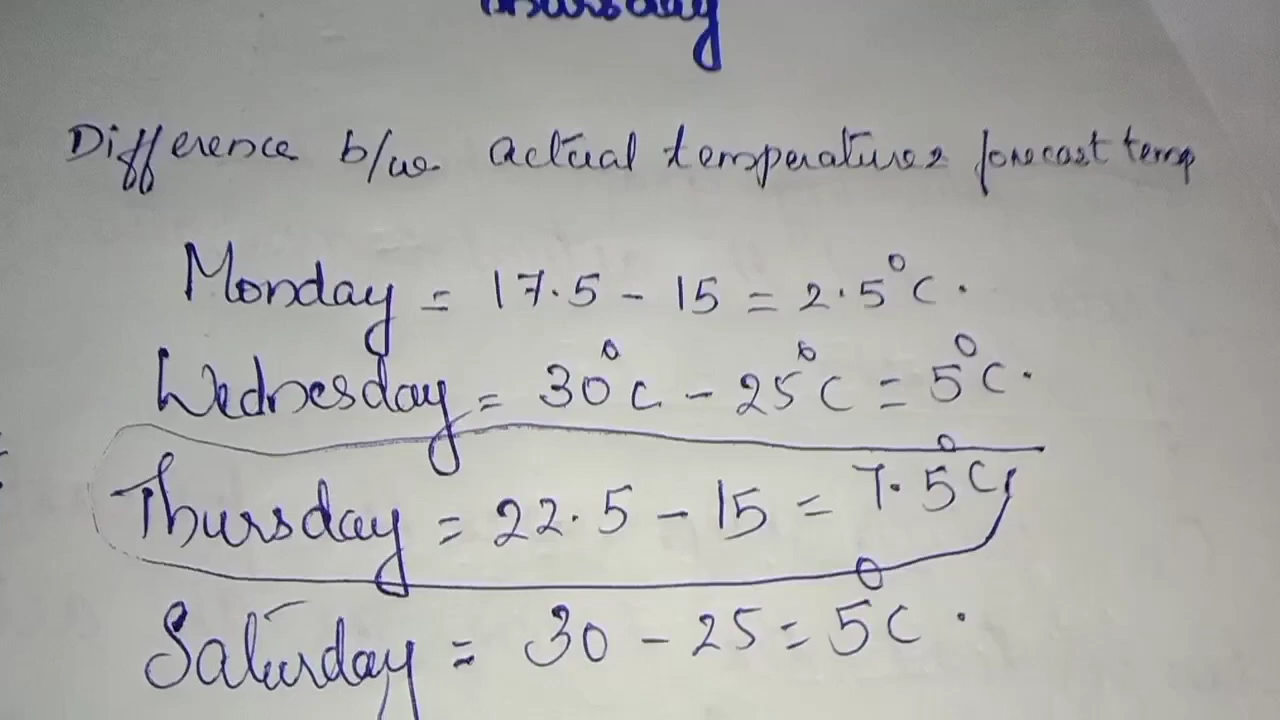 Thursday
Difference b/w actual temperature & forecast temp
Monday = 17.5 - 15 = 2.5°C.
Wednesday = 30°C - 25°C = 5°C.
Thursday = 22.5 - 15 = 7.5°C
Saturday = 30 - 25 = 5°C.